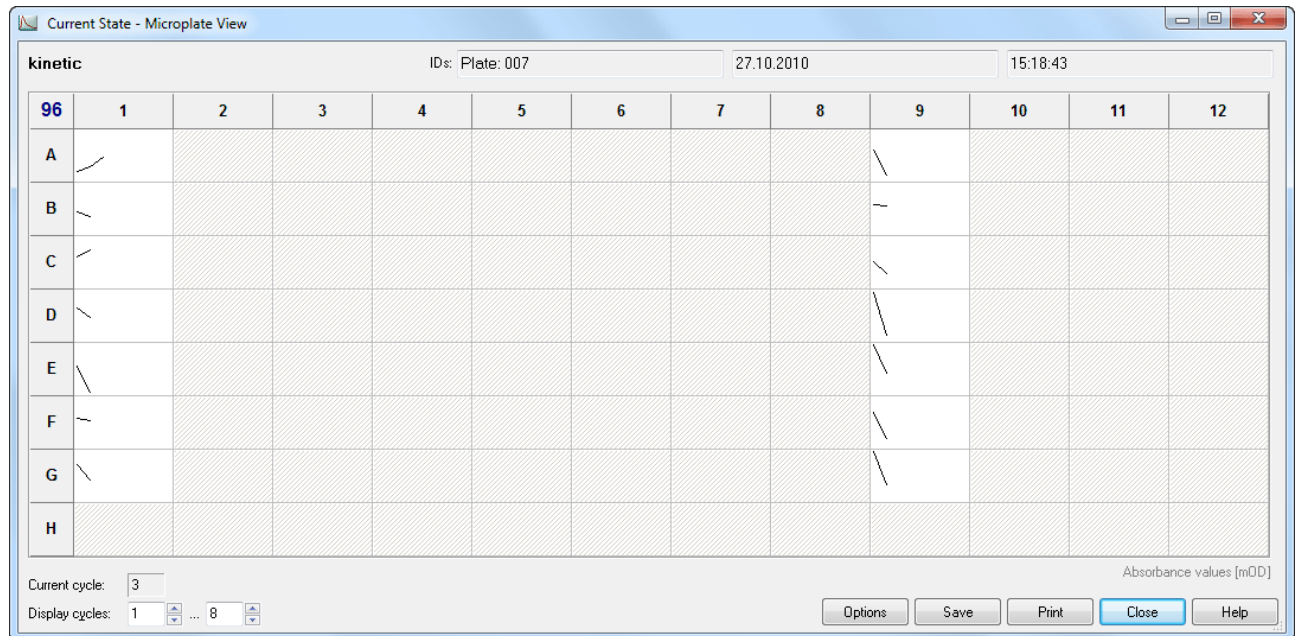 Current State - Microplate View
kinetic IDs: Plate: 007 27.10.2010 15:18:43
96 1 2 3 4 5 6 7 8 9 10 11 12
A
B
C
D
E
F
G
H
Absorbance values [mOD]
Current cycle: 3
Display cycles: 1 ... 8 Options Save Print Close Help